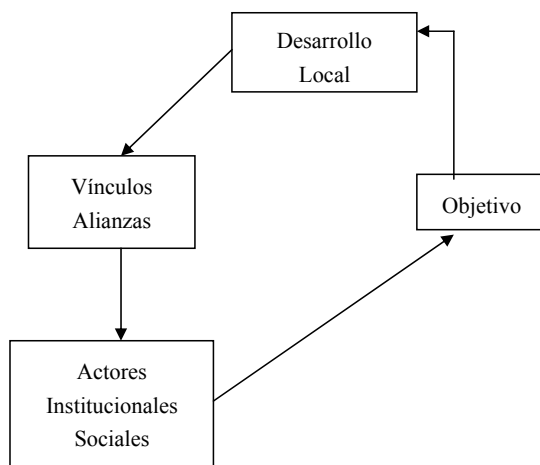 Desarrollo
Local
Vínculos
Alianzas
Objetivo
Actores
Institucionales
Sociales